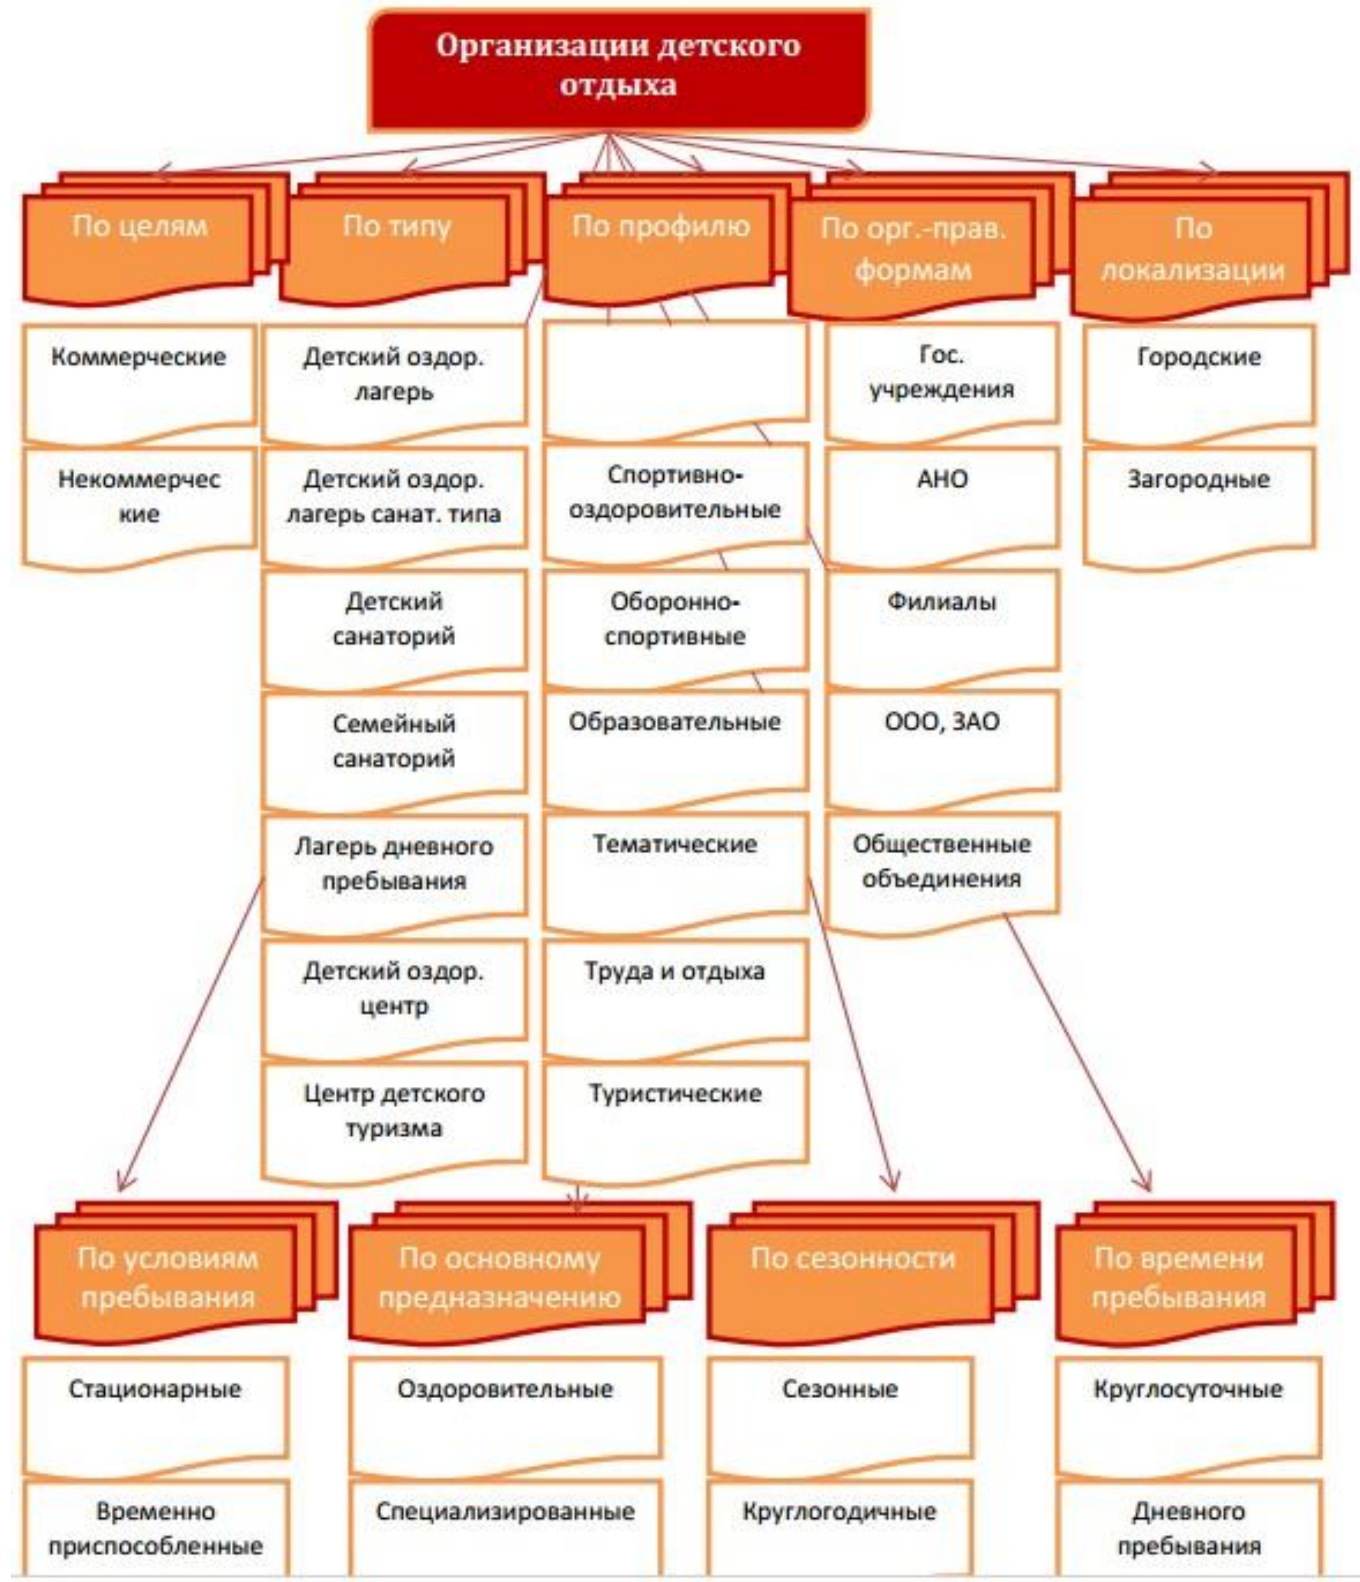 Организации детского
отдыха
По целям
По типу
По профилю
По орг.-прав.
формам
По
локализации
Коммерческие
Некоммерчес
кие
Детский оздор.
лагерь
Детский оздор.
лагерь санат. типа
Детский
санаторий
Семейный
санаторий
Лагерь дневного
пребывания
Детский оздор.
центр
Центр детского
туризма
Спортивно-
оздоровительные
Оборонно-
спортивные
Образовательные
Тематические
Труда и отдыха
Туристические
Гос.
учреждения
АНО
Филиалы
ООО, ЗАО
Общественные
объединения
Городские
Загородные
По условиям
пребывания
По основному
предназначению
По сезонности
По времени
пребывания
Стационарные
Временно
приспособленные
Оздоровительные
Специализированные
Сезонные
Круглогодичные
Круглосуточные
Дневного
пребывания